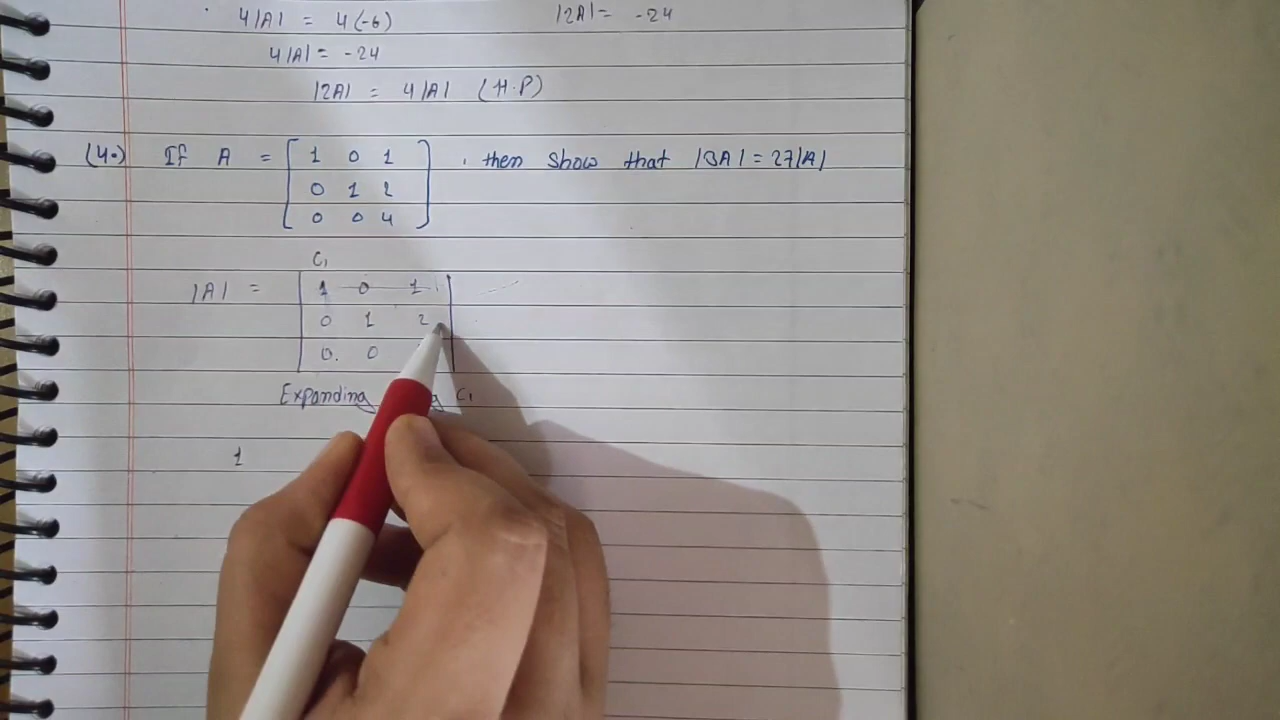 4|A| = 4(-6) |2A| = -24
4|A| = -24
|2A| = 4|A| (H.P)
(4.) If A = [ 1 0 1 ] , then show that |3A| = 27|A|
0 1 2
0 0 4
C₁
|A| = | 1 0 1 |
0 1 2
0. 0
Expanding C₁
1